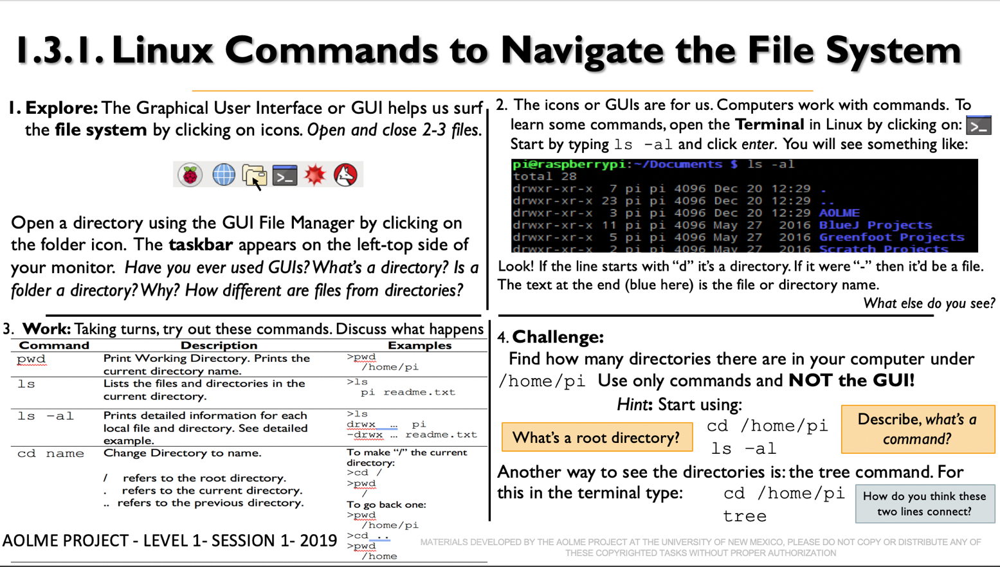 1.3.1. Linux Commands to Navigate the File System
1. Explore: The Graphical User Interface or GUI helps us surf
the file system by clicking on icons. Open and close 2-3 files.
>_
Open a directory using the GUI File Manager by clicking on
the folder icon. The taskbar appears on the left-top side of
your monitor. Have you ever used GUIs? What's a directory? Is a
folder a directory? Why? How different are files from directories?
2. The icons or GUIs are for us. Computers work with commands. To
learn some commands, open the Terminal in Linux by clicking on: >_
Start by typing ls -al and click enter. You will see something like:
pi@raspberrypi:~/Documents $ ls -al
total 28
drwxr-xr-x 7 pi pi 4096 Dec 20 12:29 .
drwxr-xr-x 23 pi pi 4096 Dec 20 12:29 ..
drwxr-xr-x 3 pi pi 4096 Dec 20 12:29 AOLME
drwxr-xr-x 11 pi pi 4096 May 27 2016 BlueJ Projects
drwxr-xr-x 5 pi pi 4096 May 27 2016 Greenfoot Projects
drwxr-xr-x 2 pi pi 4096 May 27 2016 Scratch Projects
Look! If the line starts with "d" it's a directory. If it were "-" then it'd be a file.
The text at the end (blue here) is the file or directory name.
What else do you see?
3. Work: Taking turns, try out these commands. Discuss what happens
Command Description Examples
pwd Print Working Directory. Prints the >pwd
current directory name. /home/pi
ls Lists the files and directories in the >ls
current directory. pi readme.txt
ls -al Prints detailed information for each >ls
local file and directory. See detailed drwx … pi
example. -drwx … readme.txt
cd name Change Directory to name. To make "/" the current
directory:
>cd /
/ refers to the root directory. >pwd
. refers to the current directory. /
.. refers to the previous directory. To go back one:
>pwd
/home/pi
>cd ..
>pwd
/home
4. Challenge:
Find how many directories there are in your computer under
/home/pi Use only commands and NOT the GUI!
Hint: Start using:
What's a root directory?
cd /home/pi
ls -al
Describe, what's a
command?
Another way to see the directories is: the tree command. For
this in the terminal type: cd /home/pi
tree
How do you think these
two lines connect?
AOLME PROJECT - LEVEL 1- SESSION 1- 2019
MATERIALS DEVELOPED BY THE AOLME PROJECT AT THE UNIVERSITY OF NEW MEXICO, PLEASE DO NOT COPY OR DISTRIBUTE ANY OF
THESE COPYRIGHTED TASKS WITHOUT PROPER AUTHORIZATION